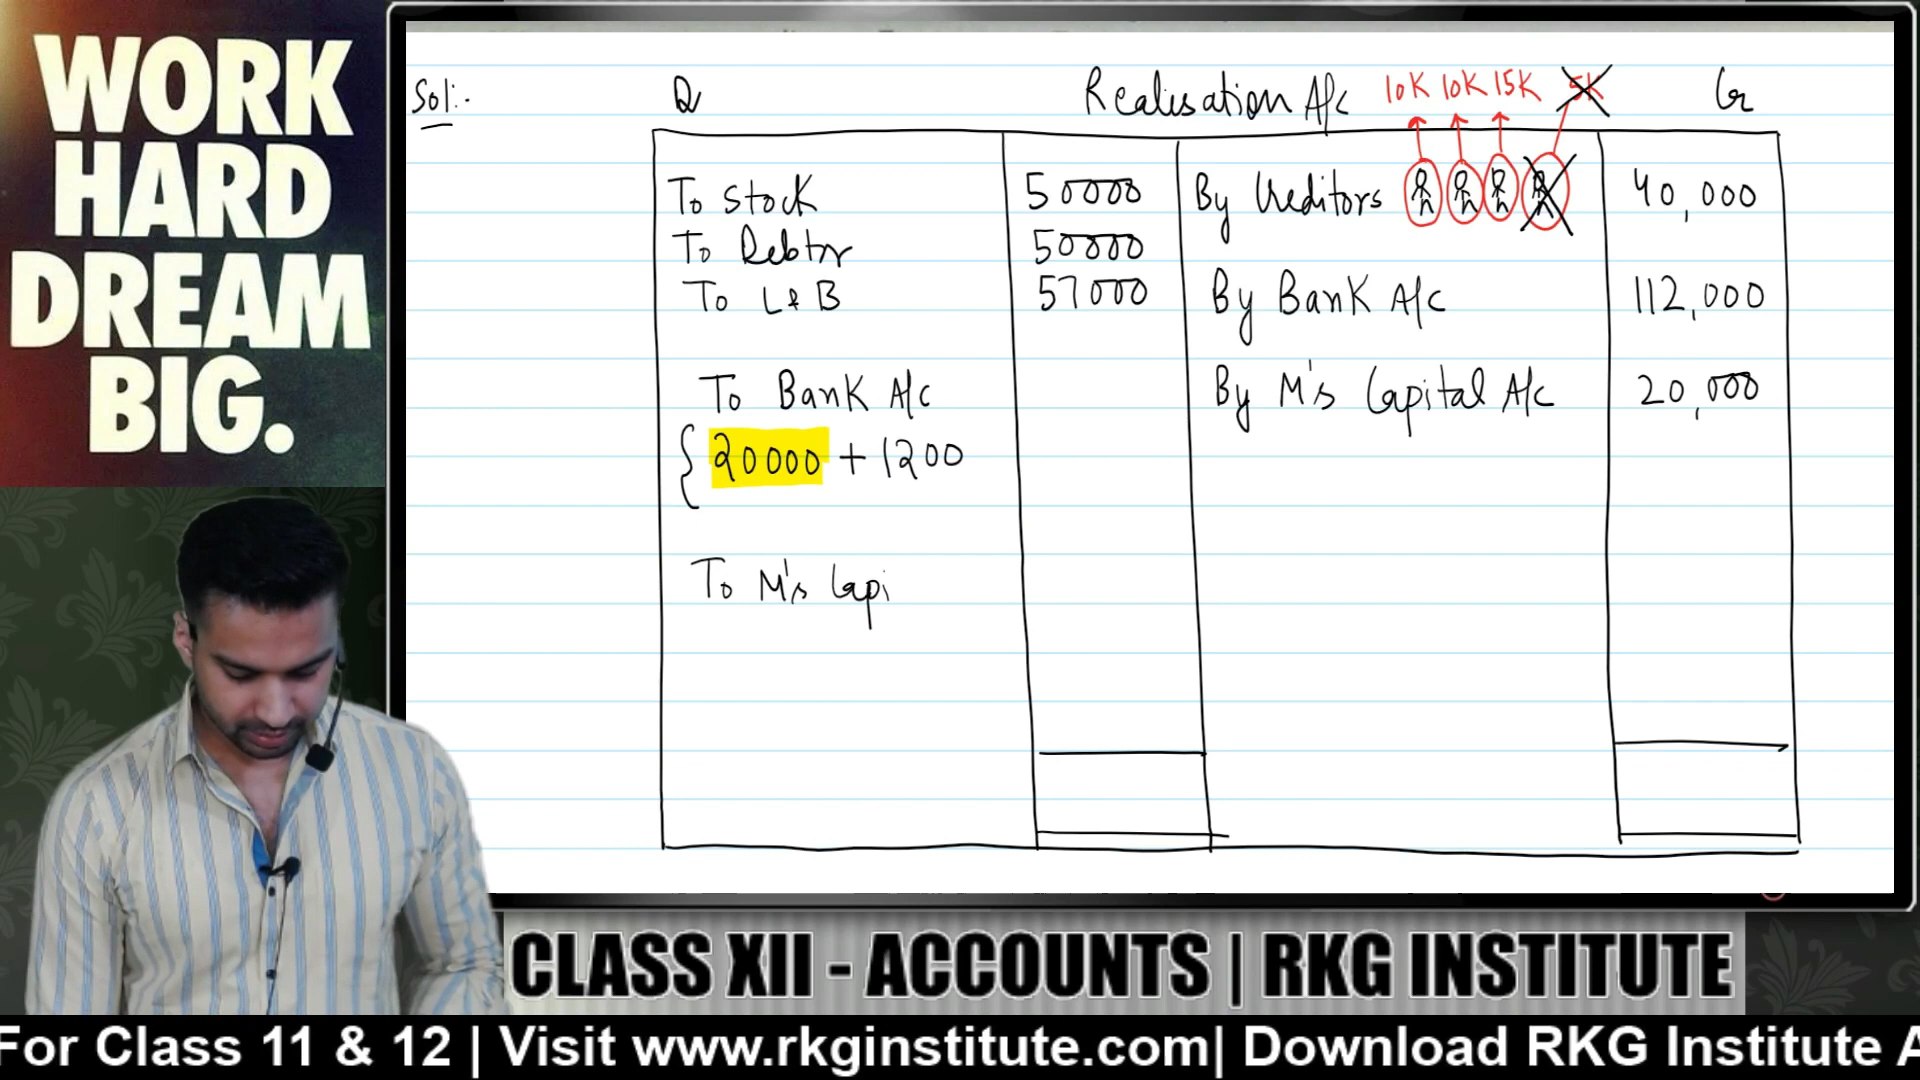 WORK
HARD
DREAM
BIG.
Sol:-
Dr
Realisation A/c
10K 10K 15K 5K
Cr
To Stock 50000 By Creditors 40,000
To Debtor 50000
To L&B 57000 By Bank A/c 112,000
To Bank A/c By M's Capital A/c 20,000
{ 20000 + 1200
To M's Capi
CLASS XII - ACCOUNTS | RKG INSTITUTE
For Class 11 & 12 | Visit www.rkginstitute.com| Download RKG Institute A